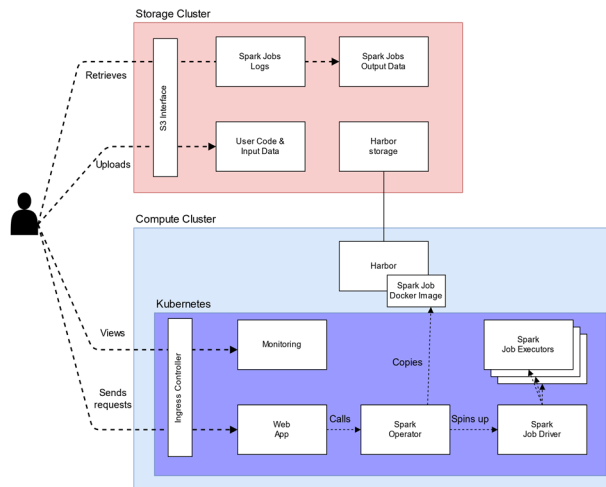 Storage Cluster
Retrieves
S3 Interface
Spark Jobs
Logs
Spark Jobs
Output Data
Uploads
User Code &
Input Data
Harbor
storage
Compute Cluster
Harbor
Spark Job
Docker Image
Kubernetes
Views
Ingress Controller
Monitoring
Copies
Spark
Job Executors
Sends
requests
Web
App
Calls
Spark
Operator
Spins up
Spark
Job Driver